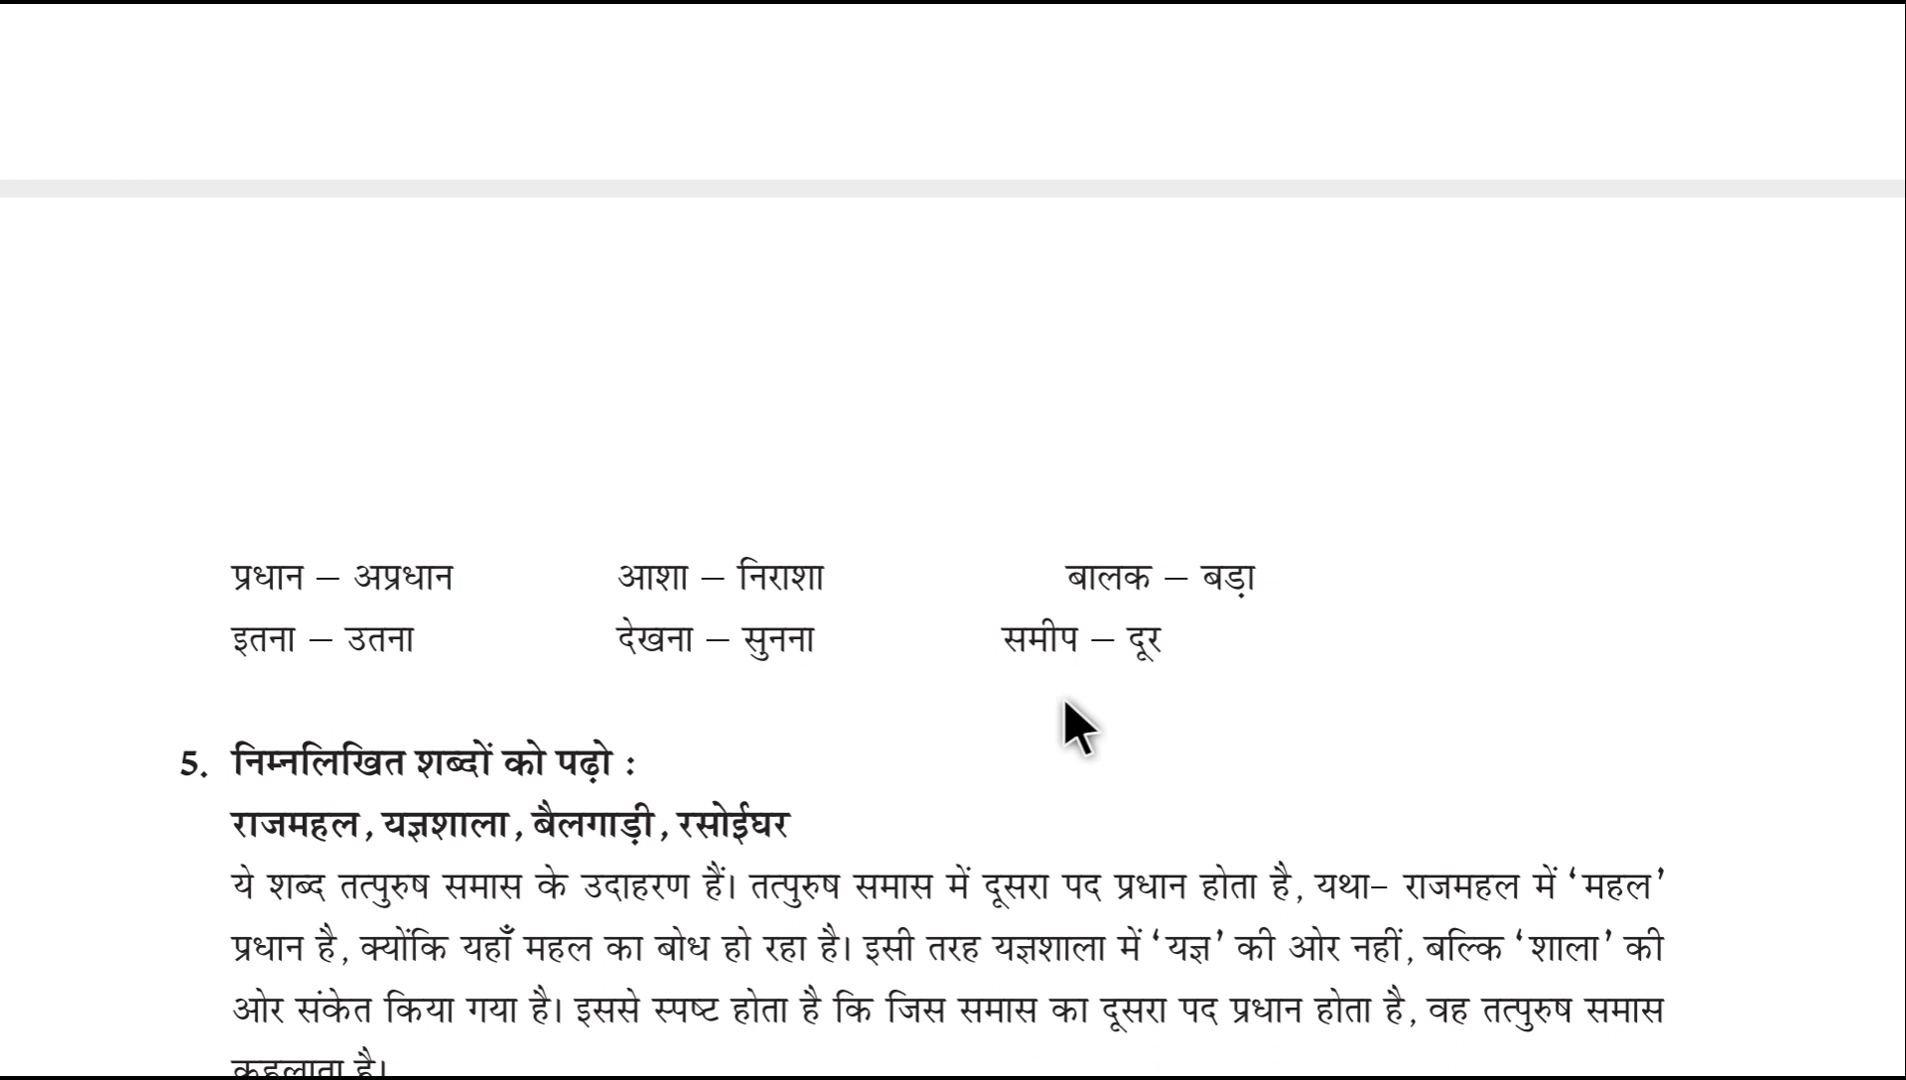 प्रधान – अप्रधान आशा – निराशा बालक – बड़ा
इतना – उतना देखना – सुनना समीप – दूर
5. निम्नलिखित शब्दों को पढ़ो :
राजमहल, यज्ञशाला, बैलगाड़ी, रसोईघर
ये शब्द तत्पुरुष समास के उदाहरण हैं। तत्पुरुष समास में दूसरा पद प्रधान होता है, यथा– राजमहल में ‘महल’
प्रधान है, क्योंकि यहाँ महल का बोध हो रहा है। इसी तरह यज्ञशाला में ‘यज्ञ’ की ओर नहीं, बल्कि ‘शाला’ की
ओर संकेत किया गया है। इससे स्पष्ट होता है कि जिस समास का दूसरा पद प्रधान होता है, वह तत्पुरुष समास
कहलाता है।